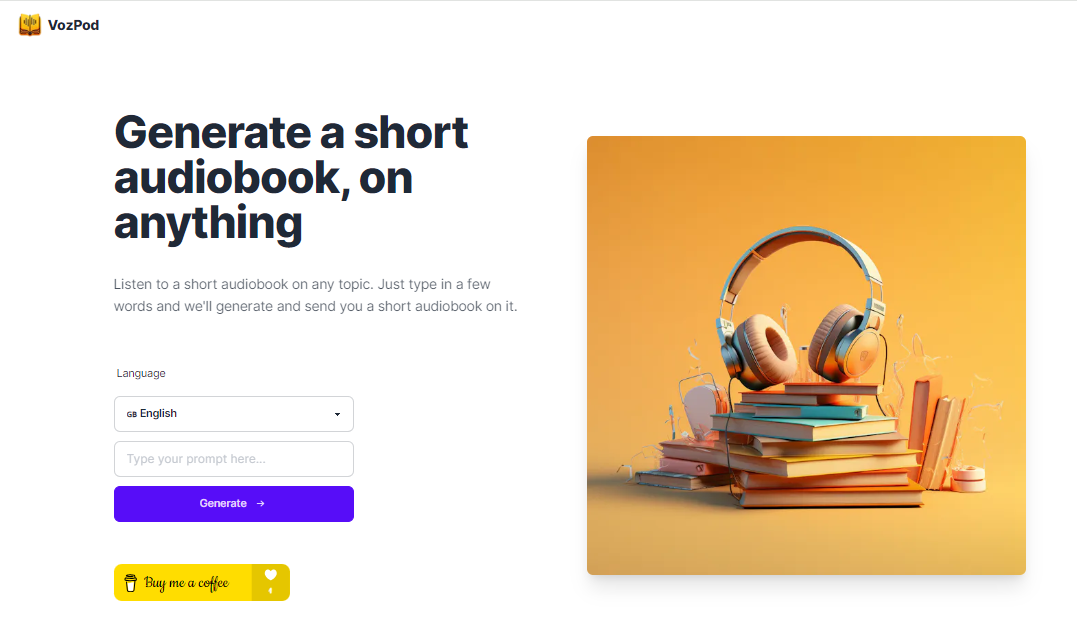 VozPod
Generate a short
audiobook, on
anything
Listen to a short audiobook on any topic. Just type in a few
words and we'll generate and send you a short audiobook on it.
Language
GB English
Type your prompt here...
Generate →
Buy me a coffee